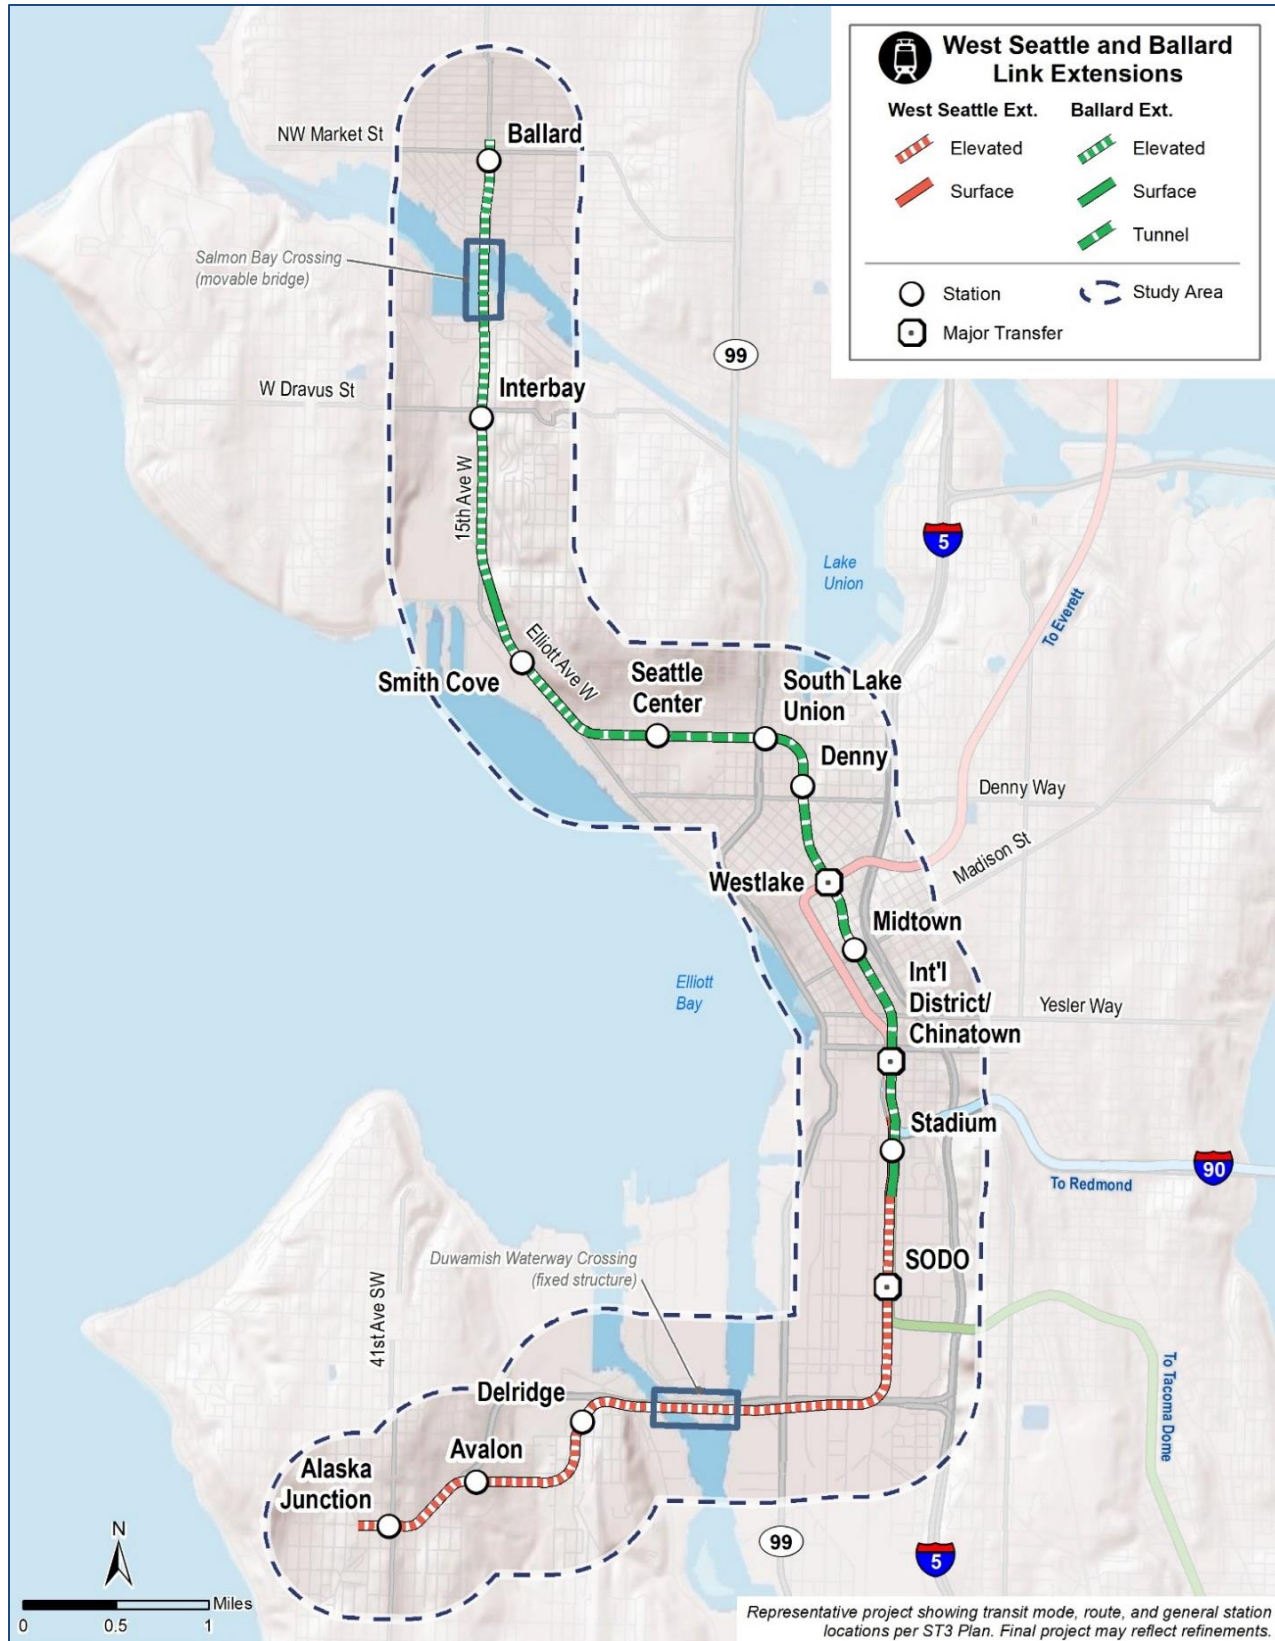 West Seattle and Ballard
Link Extensions
West Seattle Ext.
Ballard Ext.
Elevated
Elevated
Surface
Surface
Tunnel
Station
Study Area
Major Transfer
NW Market St
Ballard
Salmon Bay Crossing
(movable bridge)
99
W Dravus St
Interbay
15th Ave W
5
Lake
Union
To Everett
Elliott Ave W
Smith Cove
Seattle
Center
South Lake
Union
Denny
Denny Way
Madison St
Westlake
Midtown
Elliott
Bay
Int'l
District/
Chinatown
Yesler Way
Stadium
90
To Redmond
SODO
Duwamish Waterway Crossing
(fixed structure)
41st Ave SW
To Tacoma Dome
Delridge
Avalon
Alaska
Junction
N
99
5
Miles
0
0.5
1
Representative project showing transit mode, route, and general station
locations per ST3 Plan. Final project may reflect refinements.